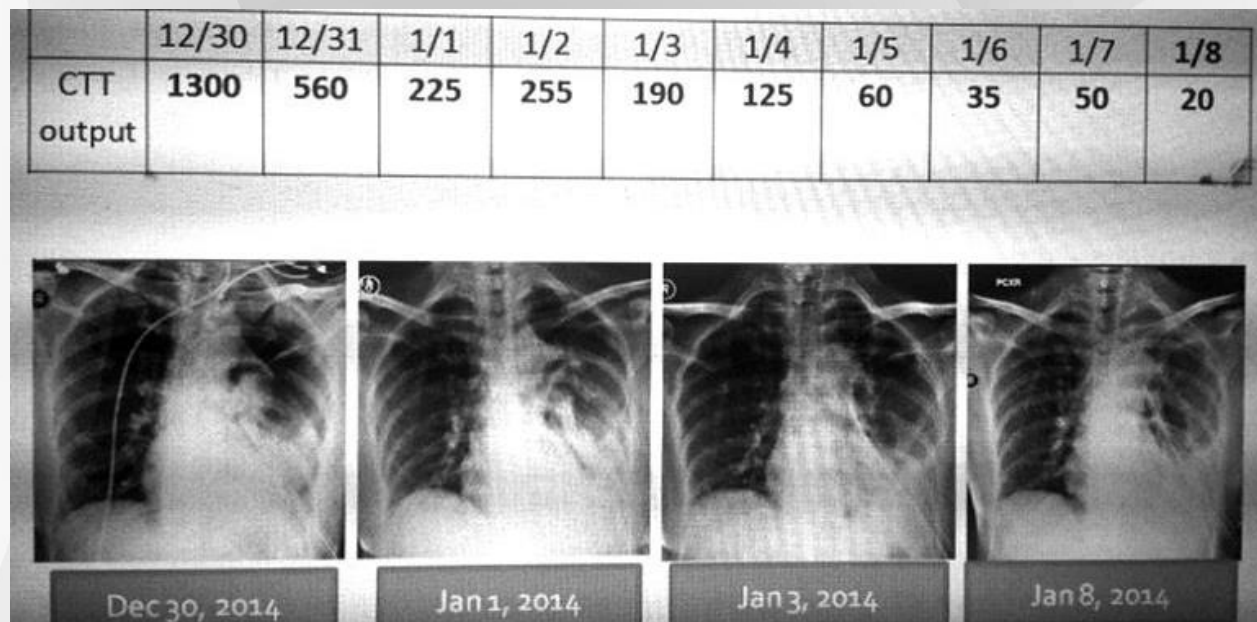 12/30 12/31 1/1 1/2 1/3 1/4 1/5 1/6 1/7 1/8
CTT output 1300 560 225 255 190 125 60 35 50 20
PCXR
Dec 30, 2014 Jan 1, 2014 Jan 3, 2014 Jan 8, 2014